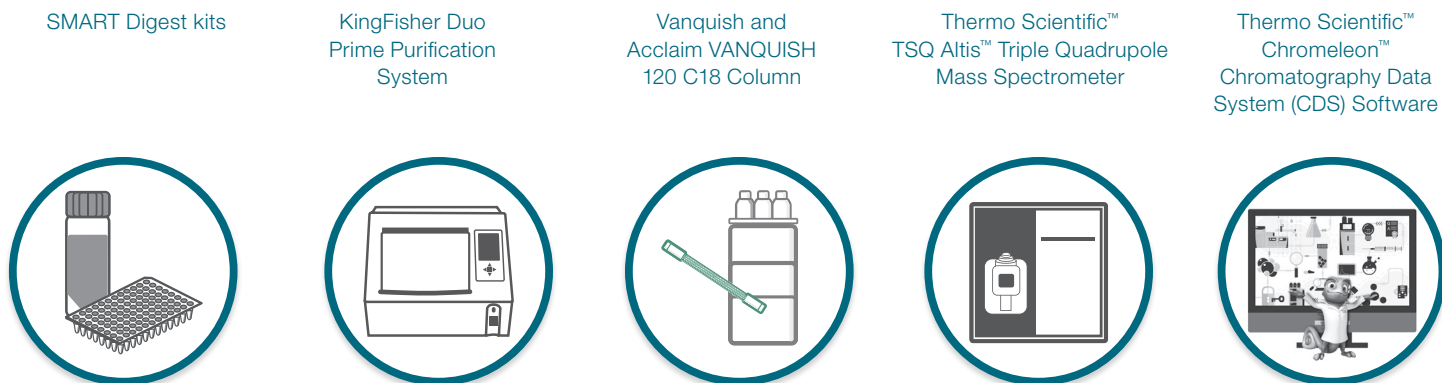 SMART Digest kits
KingFisher Duo
Prime Purification
System
Vanquish and
Acclaim VANQUISH
120 C18 Column
Thermo Scientific™
TSQ Altis™ Triple Quadrupole
Mass Spectrometer
Thermo Scientific™
Chromeleon™
Chromatography Data
System (CDS) Software